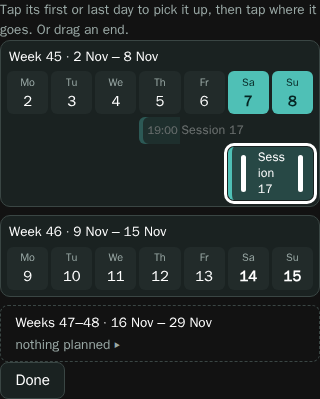 Tap its first or last day to pick it up, then tap where it
goes. Or drag an end.
Week 45 · 2 Nov – 8 Nov
Mo Tu We Th Fr Sa Su
2 3 4 5 6 7 8
19:00 Session 17
Sess
ion
17
Week 46 · 9 Nov – 15 Nov
Mo Tu We Th Fr Sa Su
9 10 11 12 13 14 15
Weeks 47–48 · 16 Nov – 29 Nov
nothing planned ▸
Done